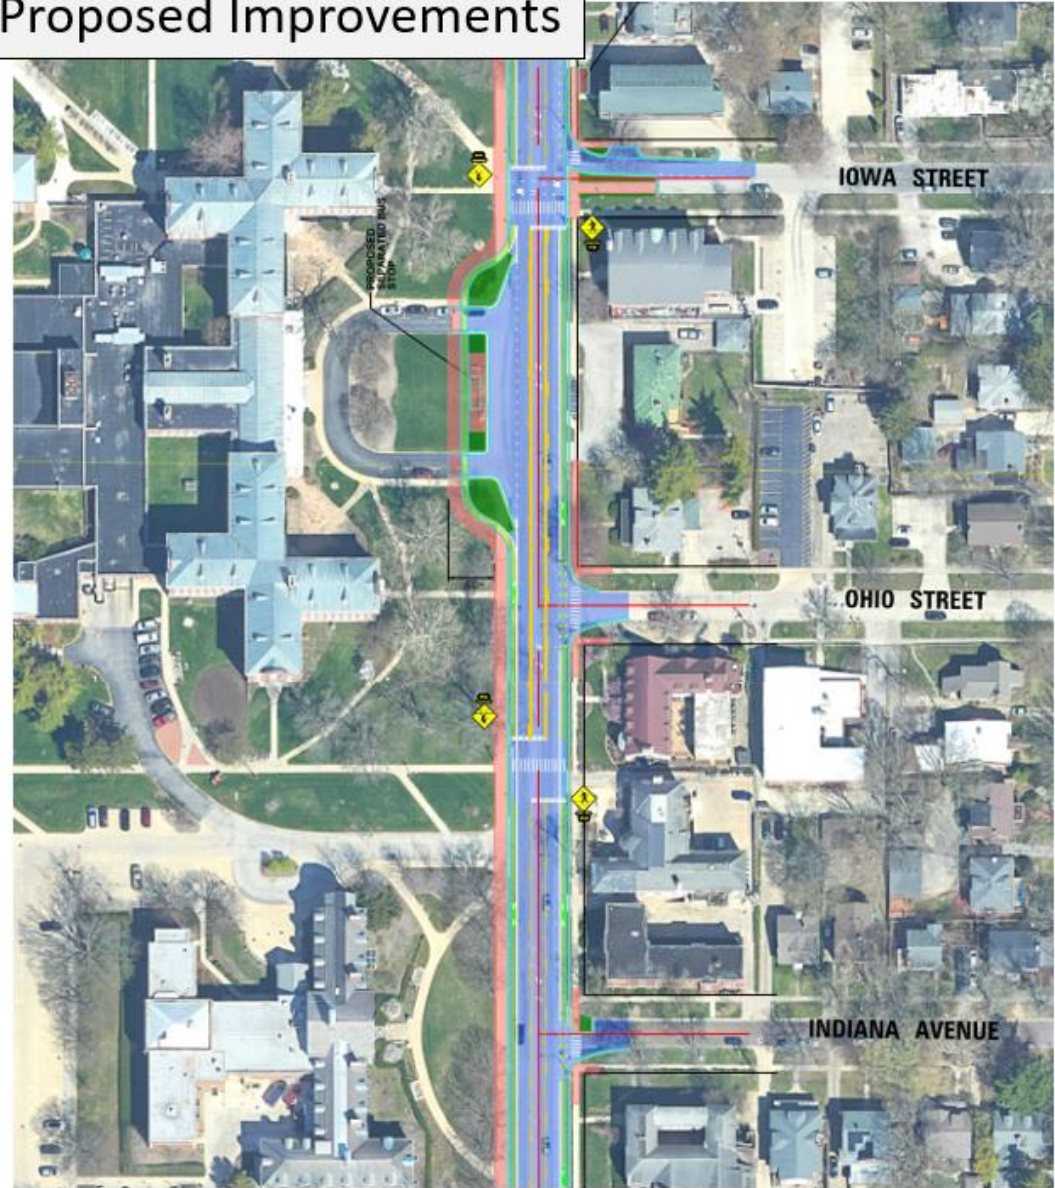 Proposed Improvements
IOWA STREET
PROPOSED
SEPARATED BUS
STOP
OHIO STREET
INDIANA AVENUE